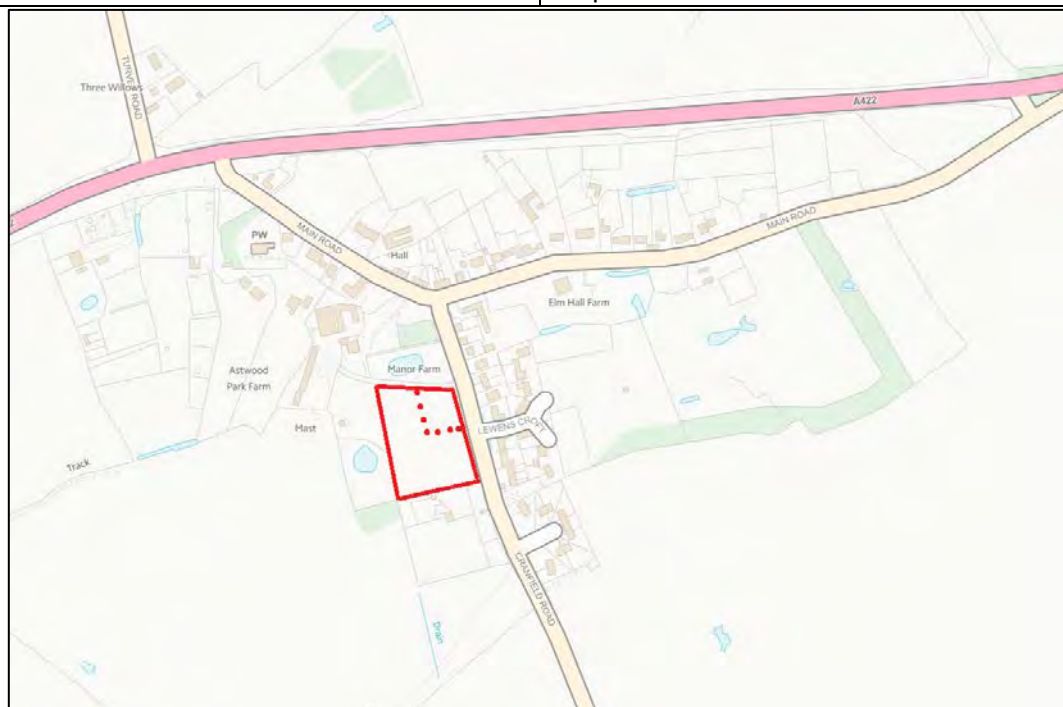 Three Willows
TURVEY ROAD
A422
PW
MAIN ROAD
Hall
MAIN ROAD
Elm Hall Farm
Manor Farm
Astwood
Park Farm
LEWENS CROFT
Mast
Track
CRANFIELD ROAD
Drain